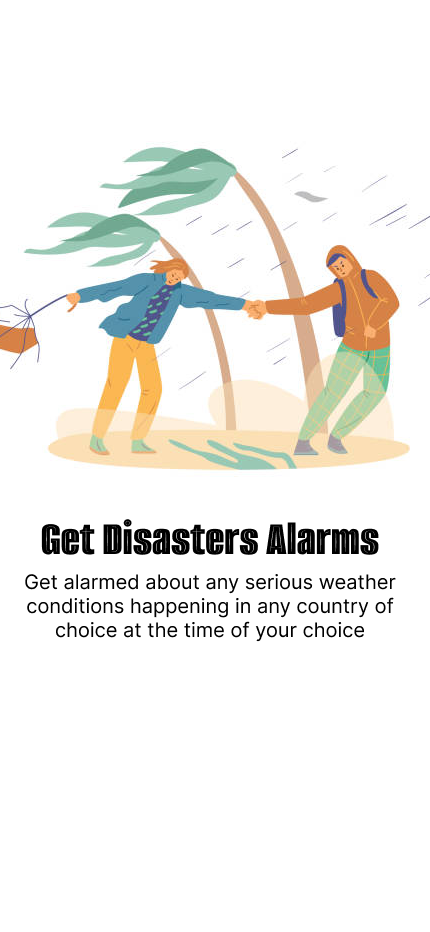 Get Disasters Alarms
Get alarmed about any serious weather
conditions happening in any country of
choice at the time of your choice